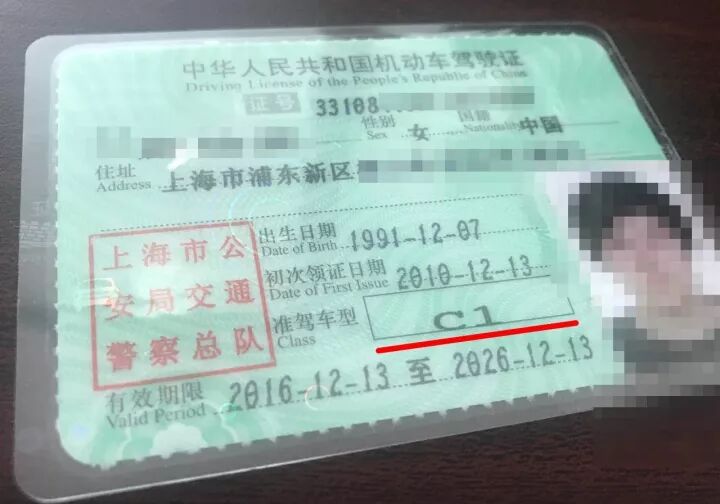 中华人民共和国机动车驾驶证
Driving License of the People's Republic of China
证号 33108
性别 Sex 女 国籍 Nationality 中国
住址 Address 上海市浦东新区
出生日期 Date of Birth 1991-12-07
初次领证日期 Date of First Issue 2010-12-13
准驾车型 Class C1
上海市公
安局交通
警察总队
有效期限 Valid Period 2016-12-13 至 2026-12-13